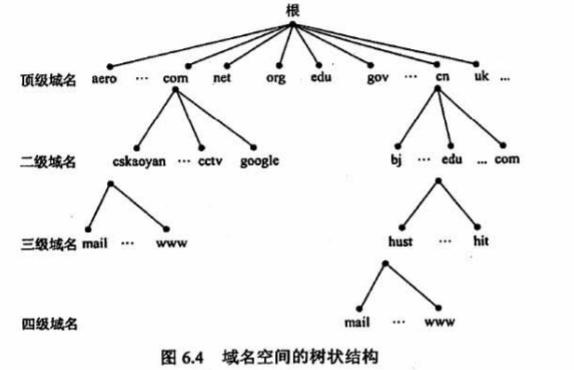 根
顶级域名 aero … com net org edu gov … cn uk ...
二级域名 cskaoyan … cctv google bj … edu ... com
三级域名 mail … www hust … hit
四级域名 mail … www
图 6.4 域名空间的树状结构